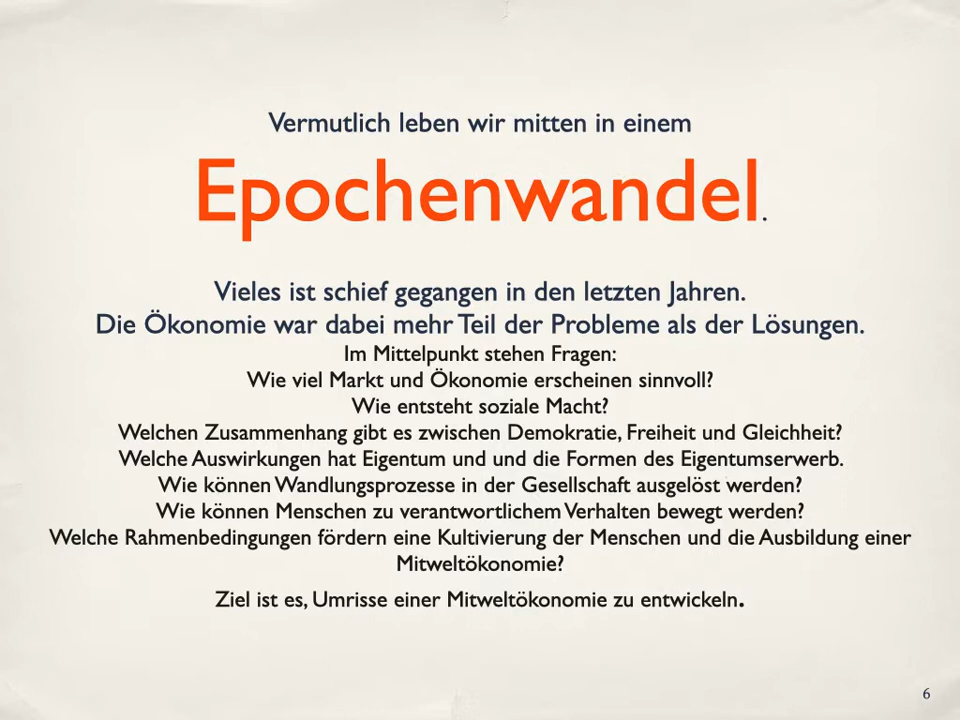 Vermutlich leben wir mitten in einem
Epochenwandel.
Vieles ist schief gegangen in den letzten Jahren.
Die Ökonomie war dabei mehr Teil der Probleme als der Lösungen.
Im Mittelpunkt stehen Fragen:
Wie viel Markt und Ökonomie erscheinen sinnvoll?
Wie entsteht soziale Macht?
Welchen Zusammenhang gibt es zwischen Demokratie, Freiheit und Gleichheit?
Welche Auswirkungen hat Eigentum und und die Formen des Eigentumserwerb.
Wie können Wandlungsprozesse in der Gesellschaft ausgelöst werden?
Wie können Menschen zu verantwortlichem Verhalten bewegt werden?
Welche Rahmenbedingungen fördern eine Kultivierung der Menschen und die Ausbildung einer
Mitweltökonomie?
Ziel ist es, Umrisse einer Mitweltökonomie zu entwickeln.
6